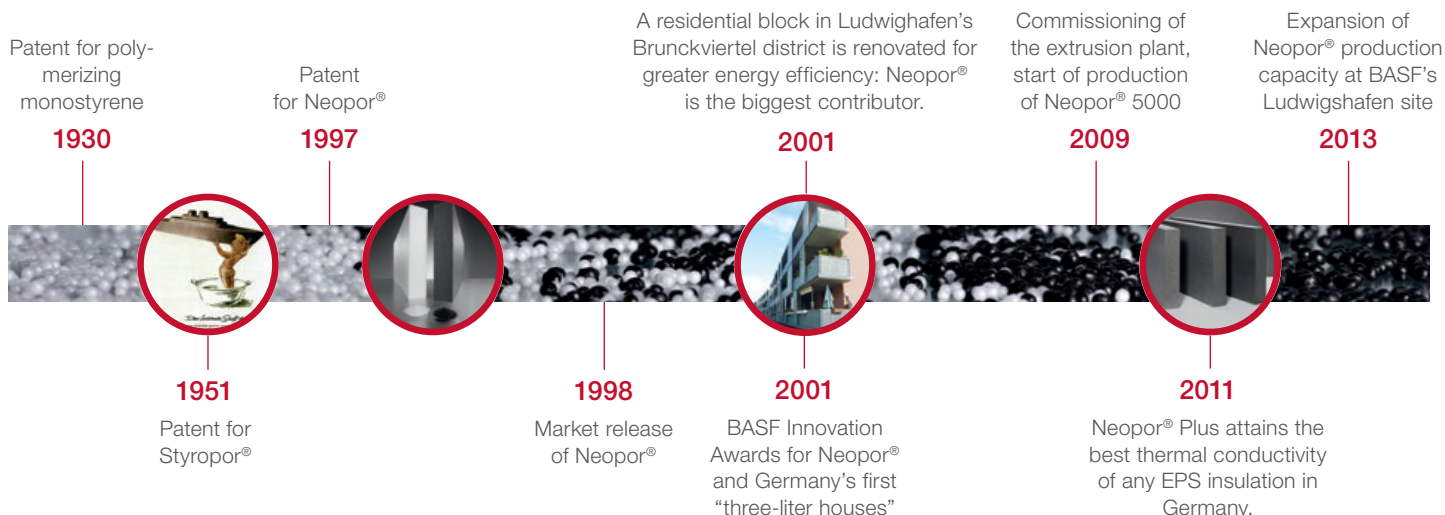 Patent for poly-
merizing
monostyrene
1930
Patent
for Neopor®
1997
A residential block in Ludwighafen's
Brunckviertel district is renovated for
greater energy efficiency: Neopor®
is the biggest contributor.
2001
Commissioning of
the extrusion plant,
start of production
of Neopor® 5000
2009
Expansion of
Neopor® production
capacity at BASF's
Ludwigshafen site
2013
1951
Patent for
Styropor®
1998
Market release
of Neopor®
2001
BASF Innovation
Awards for Neopor®
and Germany's first
“three-liter houses”
2011
Neopor® Plus attains the
best thermal conductivity
of any EPS insulation in
Germany.